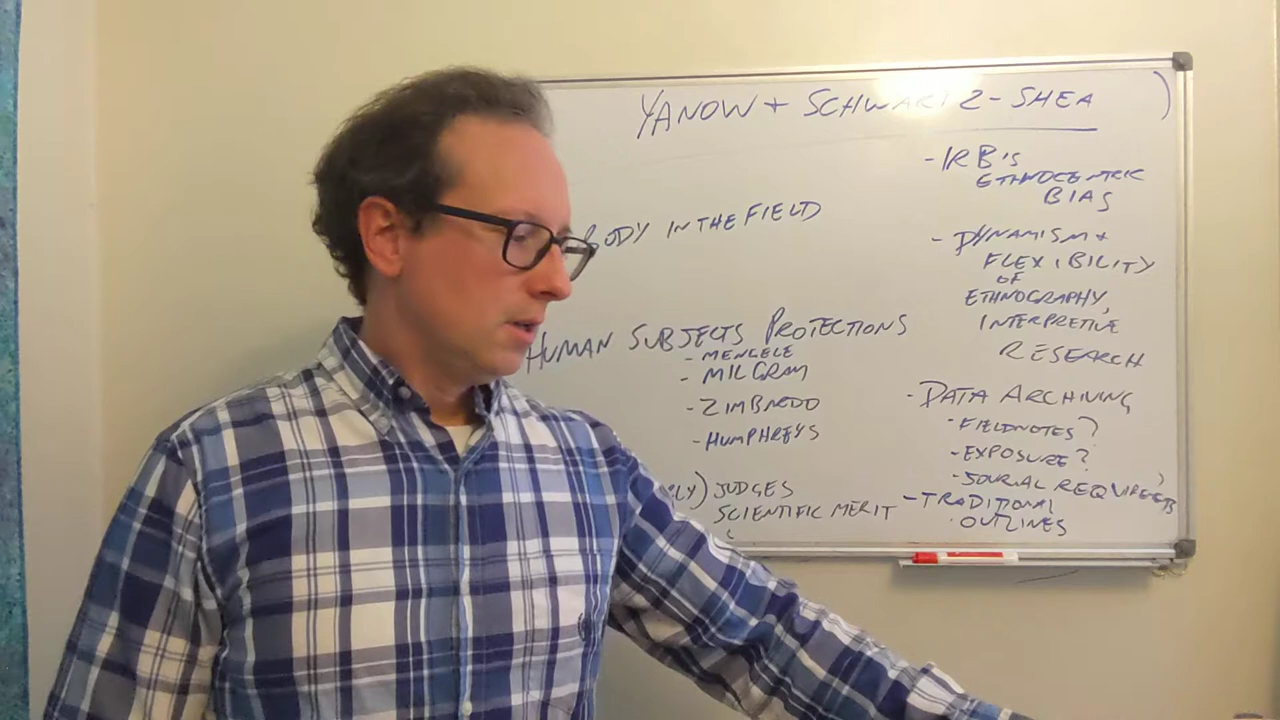 YANOW + SCHWARTZ-SHEA
BODY IN THE FIELD
HUMAN SUBJECTS PROTECTIONS
- MENGELE
- MILGRAM
- ZIMBARDO
- HUMPHREYS
LY) JUDGES
SCIENTIFIC MERIT
- IRB'S
ETHNOCENTRIC
BIAS
- DYNAMISM +
FLEXIBILITY
OF
ETHNOGRAPHY,
INTERPRETIVE
RESEARCH
- DATA ARCHIVING
- FIELDNOTES?
- EXPOSURE?
- JOURNAL REQUIREMENTS
- TRADITIONAL
OUTLINES